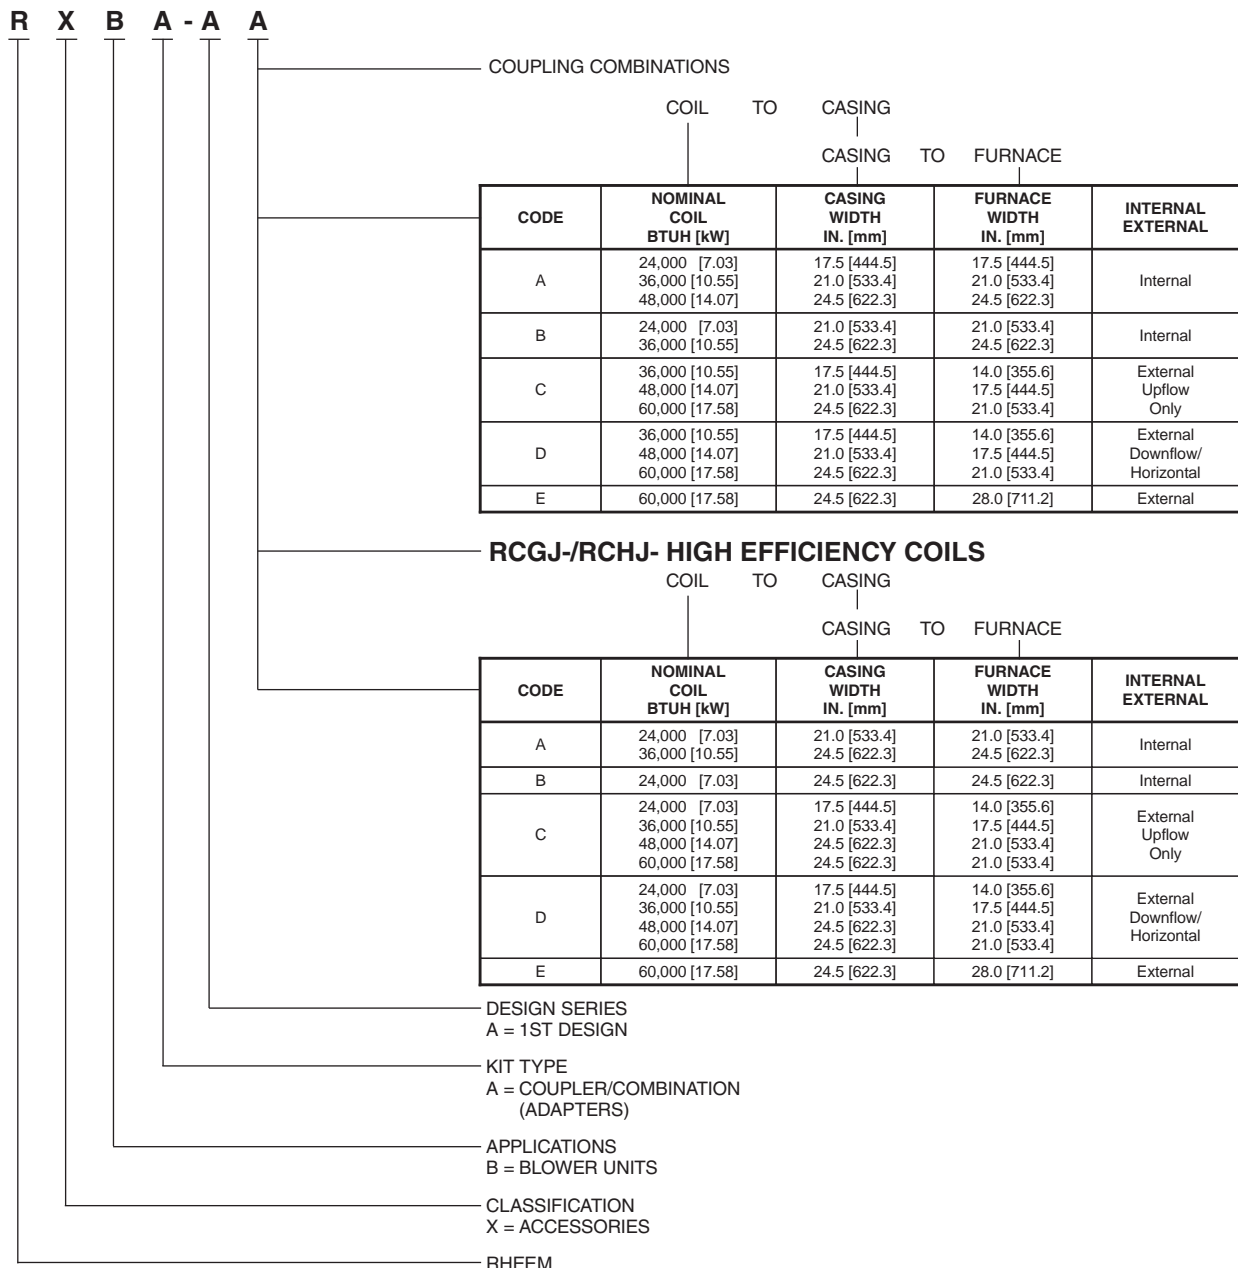 R X B A - A A
COUPLING COMBINATIONS
COIL TO CASING
CASING TO FURNACE
CODE NOMINAL COIL BTUH [kW] CASING WIDTH IN. [mm] FURNACE WIDTH IN. [mm] INTERNAL EXTERNAL
A
24,000 [7.03] 17.5 [444.5] 17.5 [444.5]
36,000 [10.55] 21.0 [533.4] 21.0 [533.4] Internal
48,000 [14.07] 24.5 [622.3] 24.5 [622.3]
B
24,000 [7.03] 21.0 [533.4] 21.0 [533.4] Internal
36,000 [10.55] 24.5 [622.3] 24.5 [622.3]
C
36,000 [10.55] 17.5 [444.5] 14.0 [355.6] External
48,000 [14.07] 21.0 [533.4] 17.5 [444.5] Upflow
60,000 [17.58] 24.5 [622.3] 21.0 [533.4] Only
D
36,000 [10.55] 17.5 [444.5] 14.0 [355.6] External
48,000 [14.07] 21.0 [533.4] 17.5 [444.5] Downflow/
60,000 [17.58] 24.5 [622.3] 21.0 [533.4] Horizontal
E 60,000 [17.58] 24.5 [622.3] 28.0 [711.2] External
RCGJ-/RCHJ- HIGH EFFICIENCY COILS
COIL TO CASING
CASING TO FURNACE
CODE NOMINAL COIL BTUH [kW] CASING WIDTH IN. [mm] FURNACE WIDTH IN. [mm] INTERNAL EXTERNAL
A
24,000 [7.03] 21.0 [533.4] 21.0 [533.4] Internal
36,000 [10.55] 24.5 [622.3] 24.5 [622.3]
B 24,000 [7.03] 24.5 [622.3] 24.5 [622.3] Internal
C
24,000 [7.03] 17.5 [444.5] 14.0 [355.6] External
36,000 [10.55] 21.0 [533.4] 17.5 [444.5] Upflow
48,000 [14.07] 24.5 [622.3] 21.0 [533.4] Only
60,000 [17.58] 24.5 [622.3] 21.0 [533.4]
D
24,000 [7.03] 17.5 [444.5] 14.0 [355.6] External
36,000 [10.55] 21.0 [533.4] 17.5 [444.5] Downflow/
48,000 [14.07] 24.5 [622.3] 21.0 [533.4] Horizontal
60,000 [17.58] 24.5 [622.3] 21.0 [533.4]
E 60,000 [17.58] 24.5 [622.3] 28.0 [711.2] External
DESIGN SERIES
A = 1ST DESIGN
KIT TYPE
A = COUPLER/COMBINATION
(ADAPTERS)
APPLICATIONS
B = BLOWER UNITS
CLASSIFICATION
X = ACCESSORIES
RHEEM